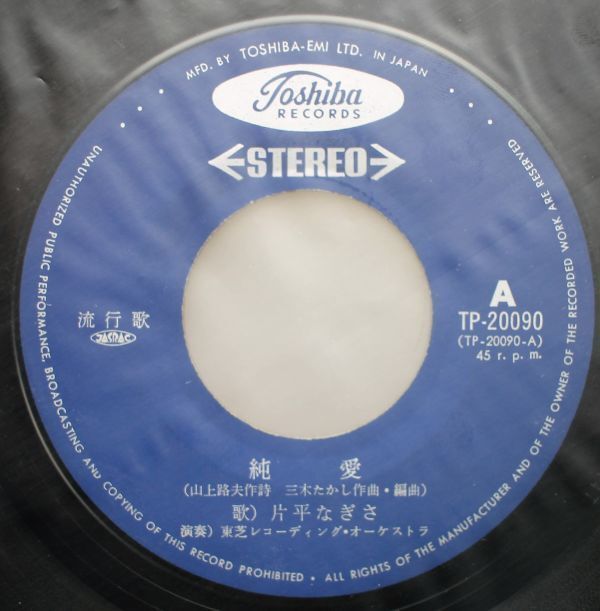 MFD. BY TOSHIBA-EMI LTD. IN JAPAN
Toshiba
RECORDS
STEREO
A
TP-20090
(TP-20090-A)
45 r. p. m.
流行歌
JASRAC
純愛
(山上路夫作詩 三木たかし作曲・編曲)
歌) 片平なぎさ
演奏) 東芝レコーディング・オーケストラ
UNAUTHORIZED PUBLIC PERFORMANCE, BROADCASTING AND COPYING OF THIS RECORD PROHIBITED • ALL RIGHTS OF THE MANUFACTURER AND OF THE OWNER OF THE RECORDED WORK ARE RESERVED